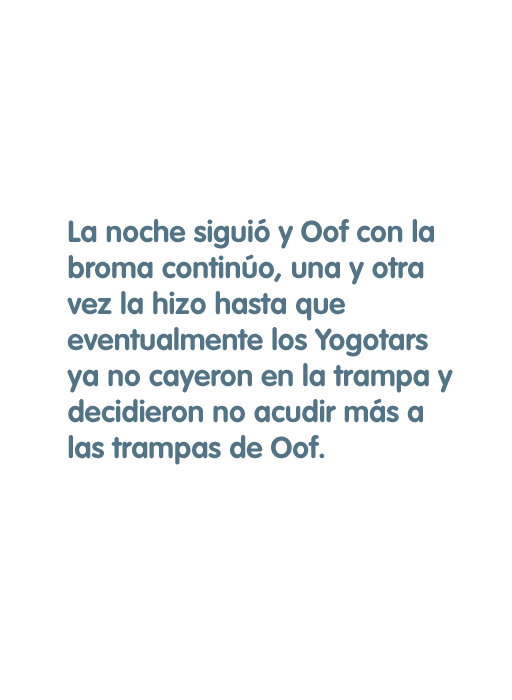 La noche siguió y Oof con la
broma continúo, una y otra
vez la hizo hasta que
eventualmente los Yogotars
ya no cayeron en la trampa y
decidieron no acudir más a
las trampas de Oof.